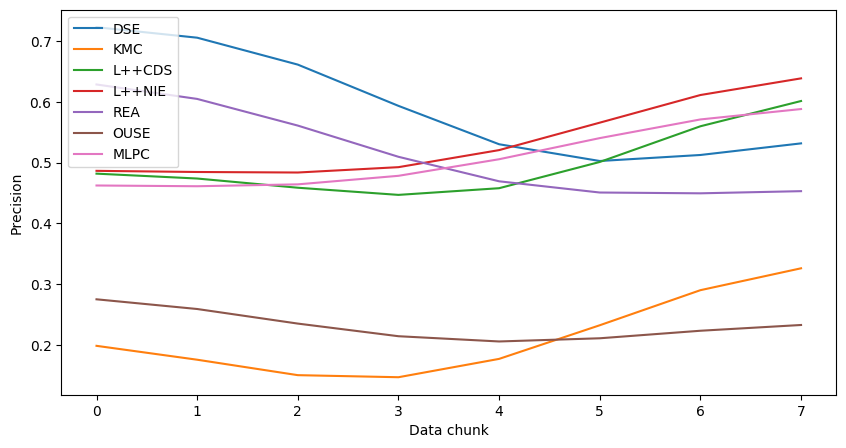 DSE
KMC
L++CDS
L++NIE
REA
OUSE
MLPC
0.7
0.6
0.5
0.4
0.3
0.2
Precision
0 1 2 3 4 5 6 7
Data chunk